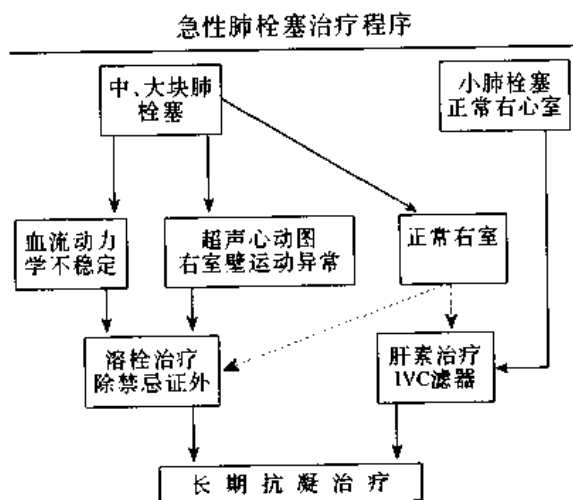 急性肺栓塞治疗程序
中、大块肺
栓塞
小肺栓塞
正常右心室
血流动力
学不稳定
超声心动图
右室壁运动异常
正常右室
溶栓治疗
除禁忌证外
肝素治疗
IVC滤器
长期抗凝治疗